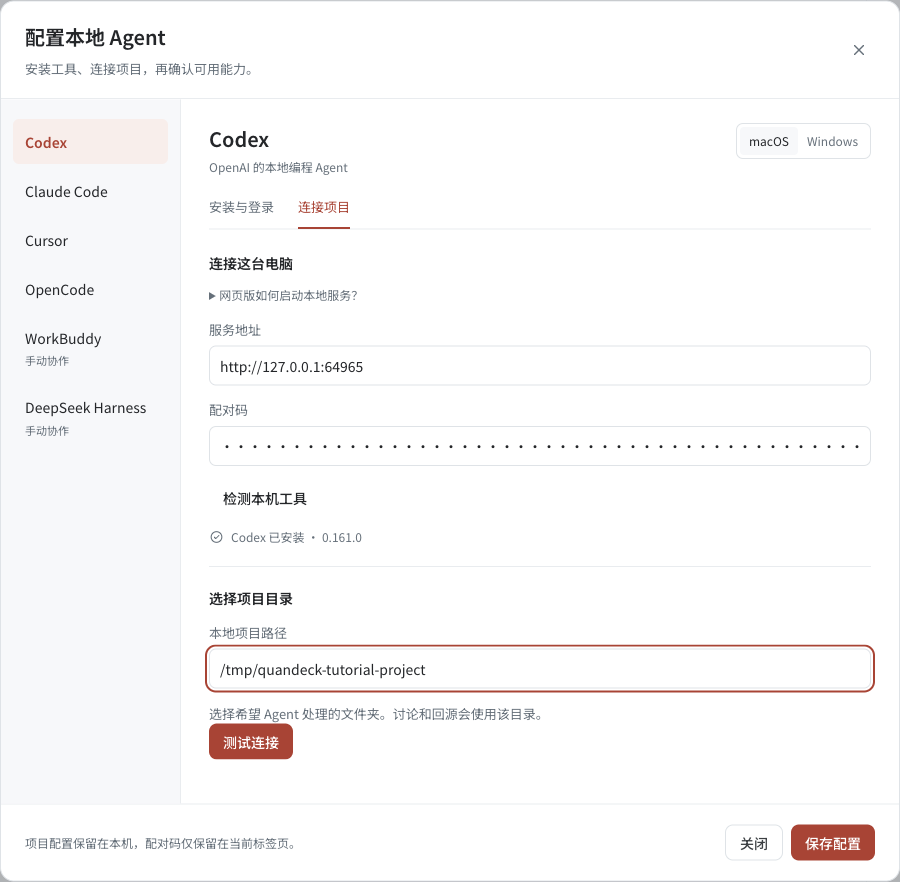 配置本地 Agent
安装工具、连接项目，再确认可用能力。
Codex
Claude Code
Cursor
OpenCode
WorkBuddy
手动协作
DeepSeek Harness
手动协作
Codex
macOS Windows
OpenAI 的本地编程 Agent
安装与登录 连接项目
连接这台电脑
▶ 网页版如何启动本地服务？
服务地址
http://127.0.0.1:64965
配对码
检测本机工具
Codex 已安装 · 0.161.0
选择项目目录
本地项目路径
/tmp/quandeck-tutorial-project
选择希望 Agent 处理的文件夹。讨论和回源会使用该目录。
测试连接
项目配置保留在本机，配对码仅保留在当前标签页。
关闭 保存配置